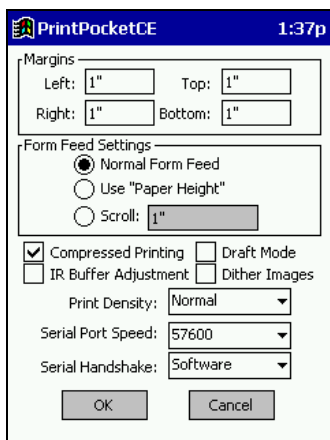 PrintPocketCE 1:37p
Margins
Left: 1" Top: 1"
Right: 1" Bottom: 1"
Form Feed Settings
Normal Form Feed
Use "Paper Height"
Scroll: 1"
Compressed Printing Draft Mode
IR Buffer Adjustment Dither Images
Print Density: Normal
Serial Port Speed: 57600
Serial Handshake: Software
OK Cancel